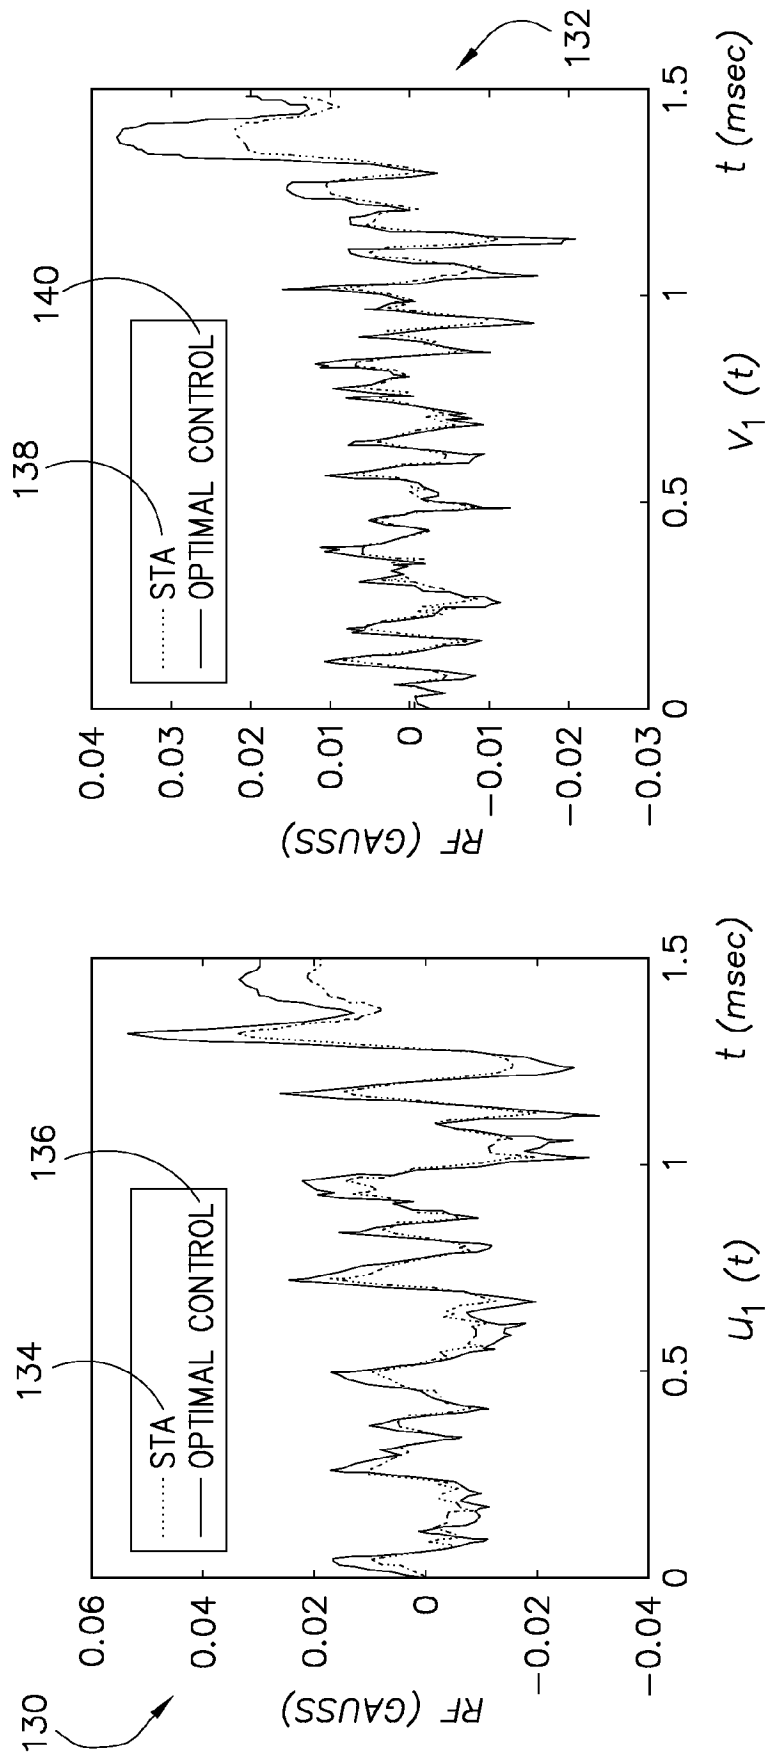 130
134
136
STA
OPTIMAL CONTROL
0.06
0.04
0.02
0
−0.02
−0.04
RF (GAUSS)
0
0.5
1
1.5
t (msec)
u1 (t)
138
140
132
STA
OPTIMAL CONTROL
0.04
0.03
0.02
0.01
0
−0.01
−0.02
−0.03
RF (GAUSS)
0
0.5
1
1.5
t (msec)
v1 (t)